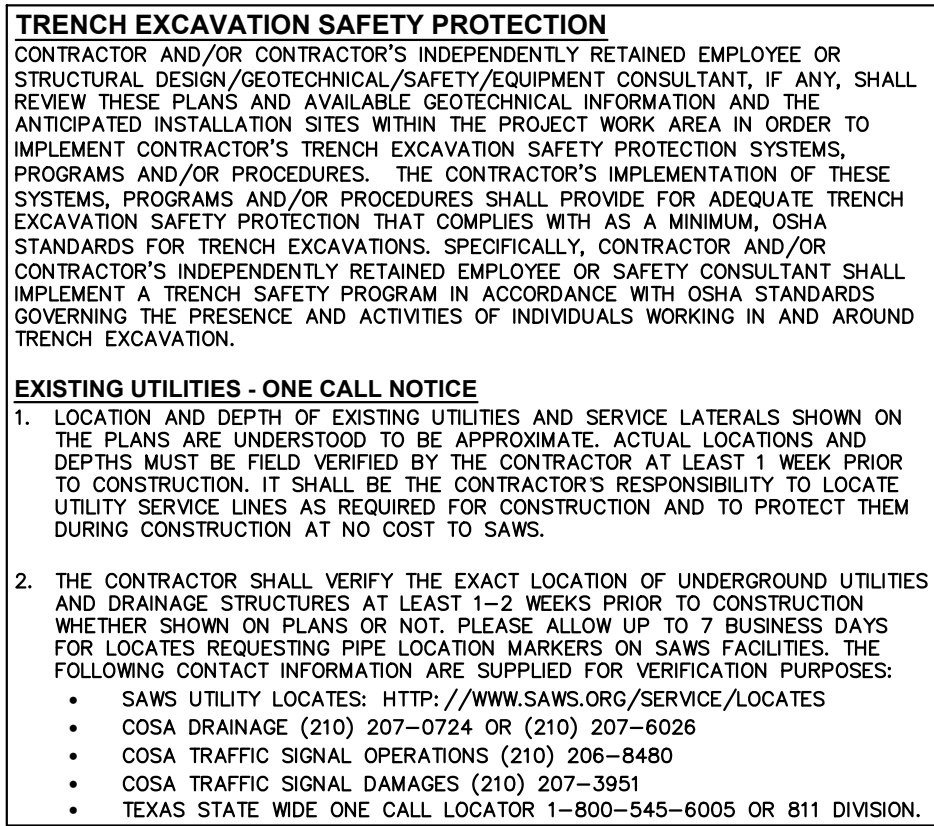 TRENCH EXCAVATION SAFETY PROTECTION
CONTRACTOR AND/OR CONTRACTOR'S INDEPENDENTLY RETAINED EMPLOYEE OR
STRUCTURAL DESIGN/GEOTECHNICAL/SAFETY/EQUIPMENT CONSULTANT, IF ANY, SHALL
REVIEW THESE PLANS AND AVAILABLE GEOTECHNICAL INFORMATION AND THE
ANTICIPATED INSTALLATION SITES WITHIN THE PROJECT WORK AREA IN ORDER TO
IMPLEMENT CONTRACTOR'S TRENCH EXCAVATION SAFETY PROTECTION SYSTEMS,
PROGRAMS AND/OR PROCEDURES. THE CONTRACTOR'S IMPLEMENTATION OF THESE
SYSTEMS, PROGRAMS AND/OR PROCEDURES SHALL PROVIDE FOR ADEQUATE TRENCH
EXCAVATION SAFETY PROTECTION THAT COMPLIES WITH AS A MINIMUM, OSHA
STANDARDS FOR TRENCH EXCAVATIONS. SPECIFICALLY, CONTRACTOR AND/OR
CONTRACTOR'S INDEPENDENTLY RETAINED EMPLOYEE OR SAFETY CONSULTANT SHALL
IMPLEMENT A TRENCH SAFETY PROGRAM IN ACCORDANCE WITH OSHA STANDARDS
GOVERNING THE PRESENCE AND ACTIVITIES OF INDIVIDUALS WORKING IN AND AROUND
TRENCH EXCAVATION.
EXISTING UTILITIES - ONE CALL NOTICE
1. LOCATION AND DEPTH OF EXISTING UTILITIES AND SERVICE LATERALS SHOWN ON
THE PLANS ARE UNDERSTOOD TO BE APPROXIMATE. ACTUAL LOCATIONS AND
DEPTHS MUST BE FIELD VERIFIED BY THE CONTRACTOR AT LEAST 1 WEEK PRIOR
TO CONSTRUCTION. IT SHALL BE THE CONTRACTOR'S RESPONSIBILITY TO LOCATE
UTILITY SERVICE LINES AS REQUIRED FOR CONSTRUCTION AND TO PROTECT THEM
DURING CONSTRUCTION AT NO COST TO SAWS.
2. THE CONTRACTOR SHALL VERIFY THE EXACT LOCATION OF UNDERGROUND UTILITIES
AND DRAINAGE STRUCTURES AT LEAST 1-2 WEEKS PRIOR TO CONSTRUCTION
WHETHER SHOWN ON PLANS OR NOT. PLEASE ALLOW UP TO 7 BUSINESS DAYS
FOR LOCATES REQUESTING PIPE LOCATION MARKERS ON SAWS FACILITIES. THE
FOLLOWING CONTACT INFORMATION ARE SUPPLIED FOR VERIFICATION PURPOSES:
• SAWS UTILITY LOCATES: HTTP://WWW.SAWS.ORG/SERVICE/LOCATES
• COSA DRAINAGE (210) 207-0724 OR (210) 207-6026
• COSA TRAFFIC SIGNAL OPERATIONS (210) 206-8480
• COSA TRAFFIC SIGNAL DAMAGES (210) 207-3951
• TEXAS STATE WIDE ONE CALL LOCATOR 1-800-545-6005 OR 811 DIVISION.